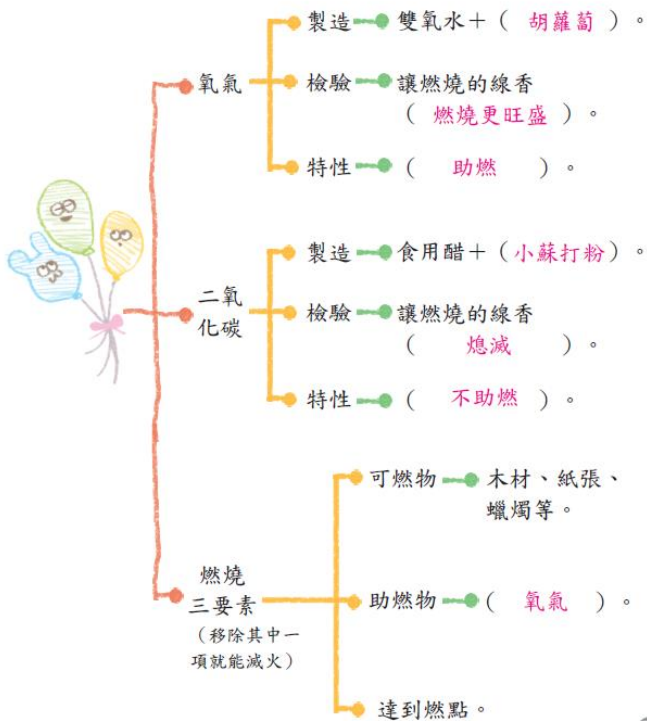 氧氣
製造
雙氧水+( 胡蘿蔔 )。
檢驗
讓燃燒的線香
( 燃燒更旺盛 )。
特性
( 助燃 )。
二氧
化碳
製造
食用醋+(小蘇打粉)。
檢驗
讓燃燒的線香
( 熄滅 )。
特性
( 不助燃 )。
燃燒
三要素
(移除其中一
項就能滅火)
可燃物
木材、紙張、
蠟燭等。
助燃物
( 氧氣 )。
達到燃點。